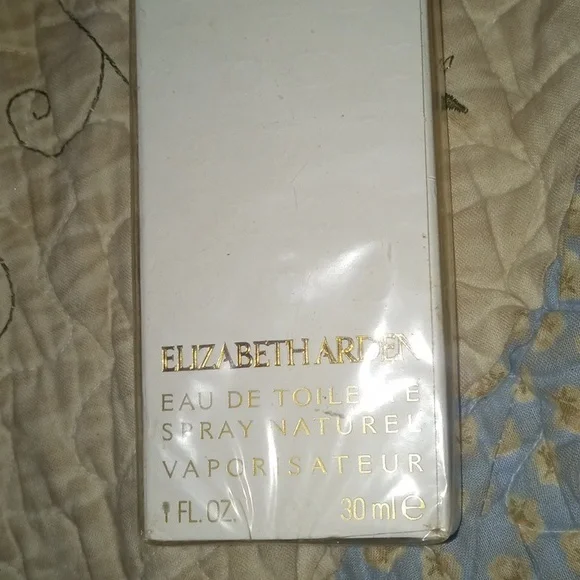 ELIZABETH ARDEN
EAU DE TOILETTE
SPRAY NATUREL
VAPORISATEUR
1 FL. OZ. 30 ml ℮